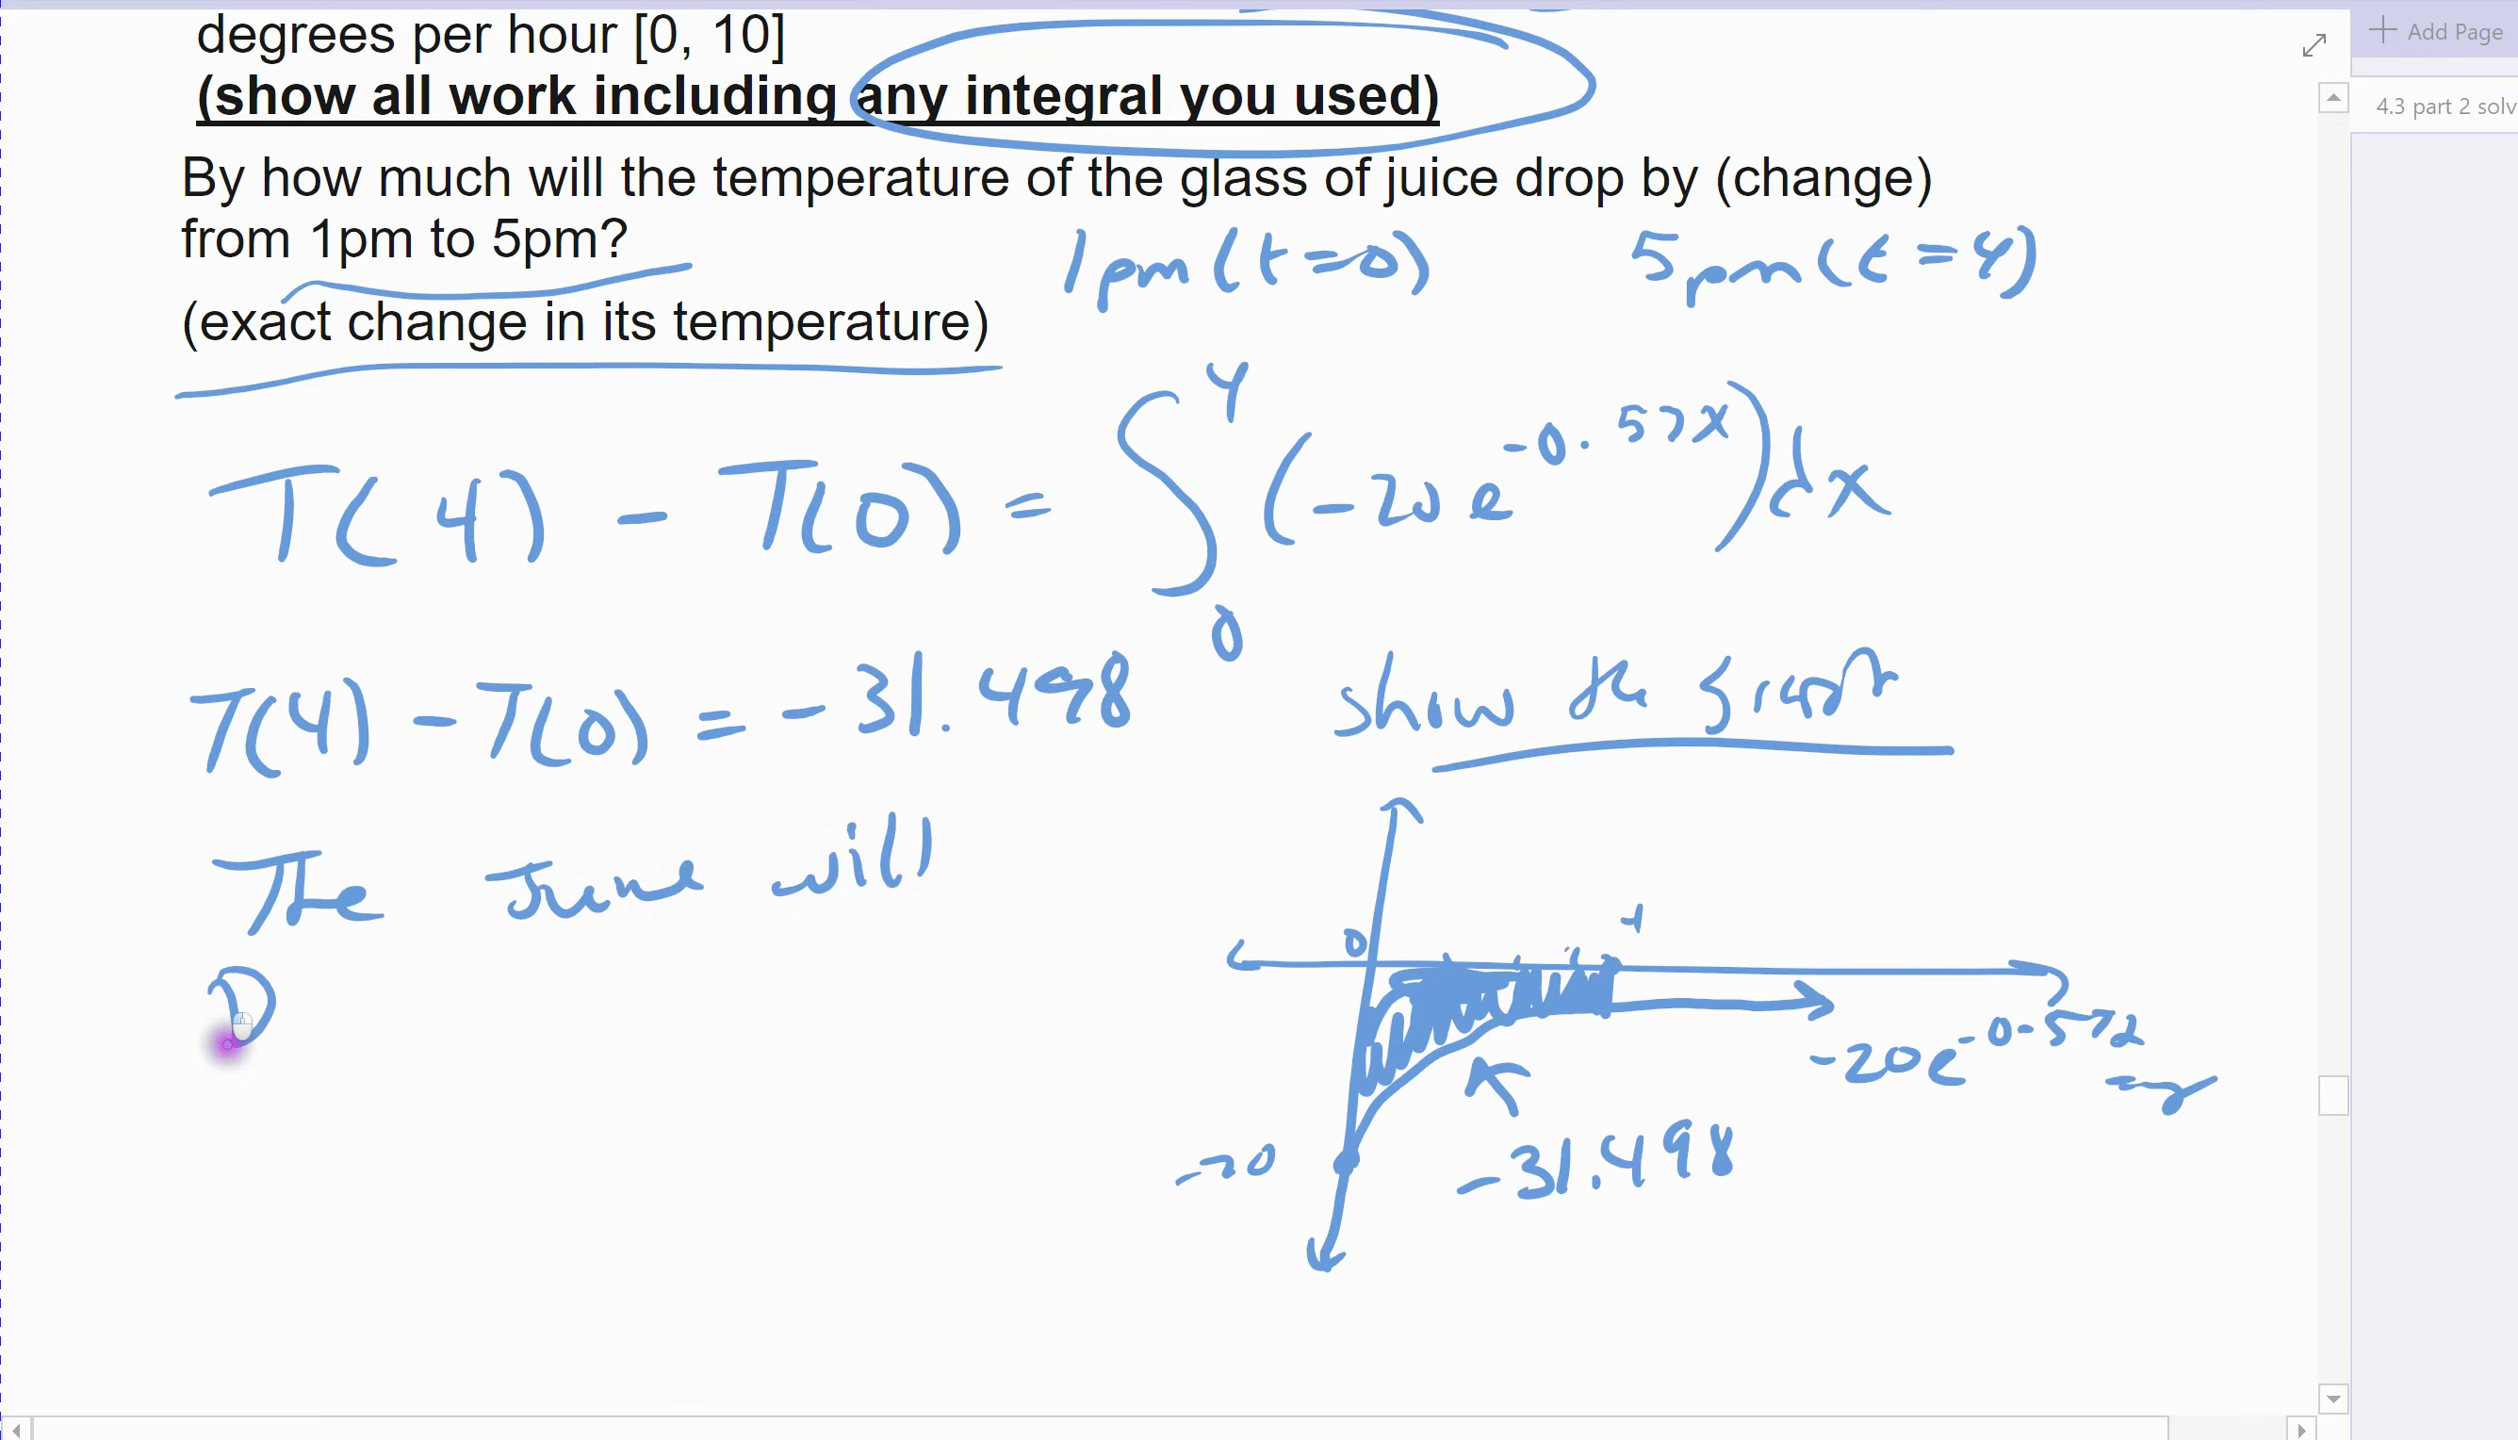 degrees per hour [0, 10]
(show all work including any integral you used)
By how much will the temperature of the glass of juice drop by (change)
from 1pm to 5pm?
1pm (t=0) 5pm (t=4)
(exact change in its temperature)
T(4) - T(0) = ∫₀⁴ (-20e^-0.57x)dx
T(4) - T(0) = -31.498 show the graph
The will
D
0 4
-20e^-0.57x
-20
-31.498
Add Page
4.3 part 2 solv